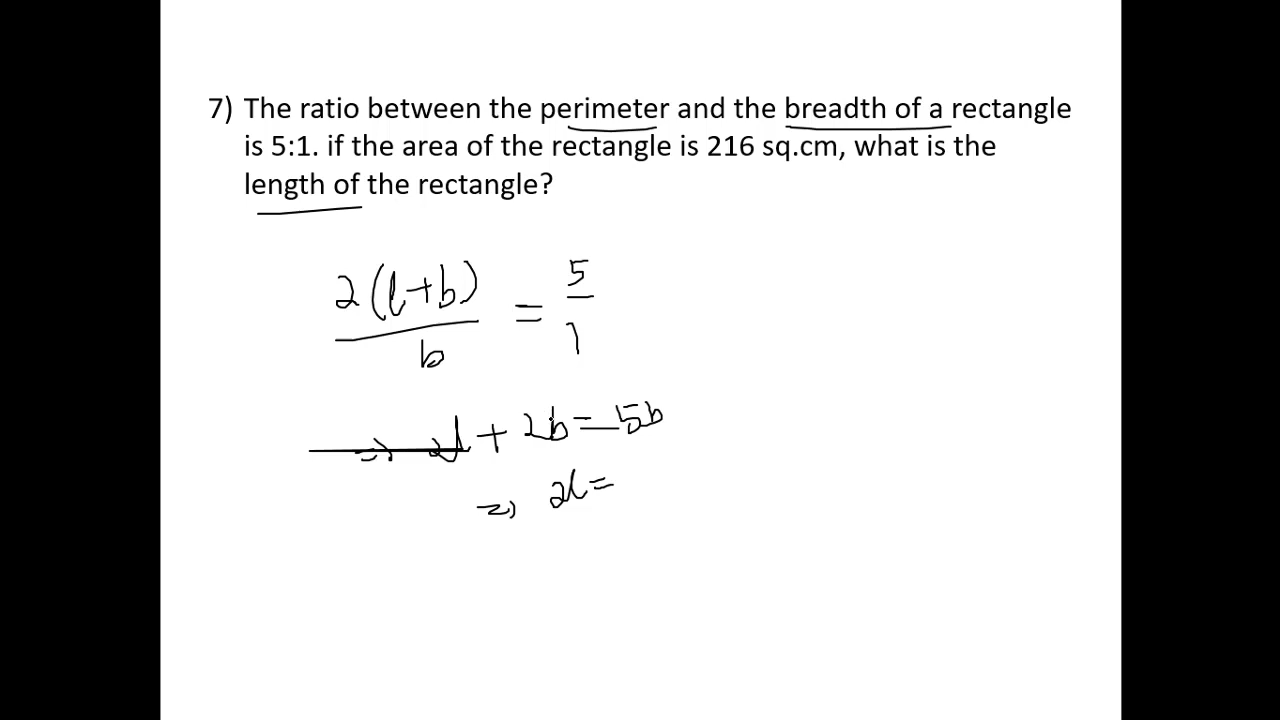 7) The ratio between the perimeter and the breadth of a rectangle
is 5:1. if the area of the rectangle is 216 sq.cm, what is the
length of the rectangle?
2(l+b)/b = 5/1
⇒ 2l + 2b = 5b
⇒ 2l =